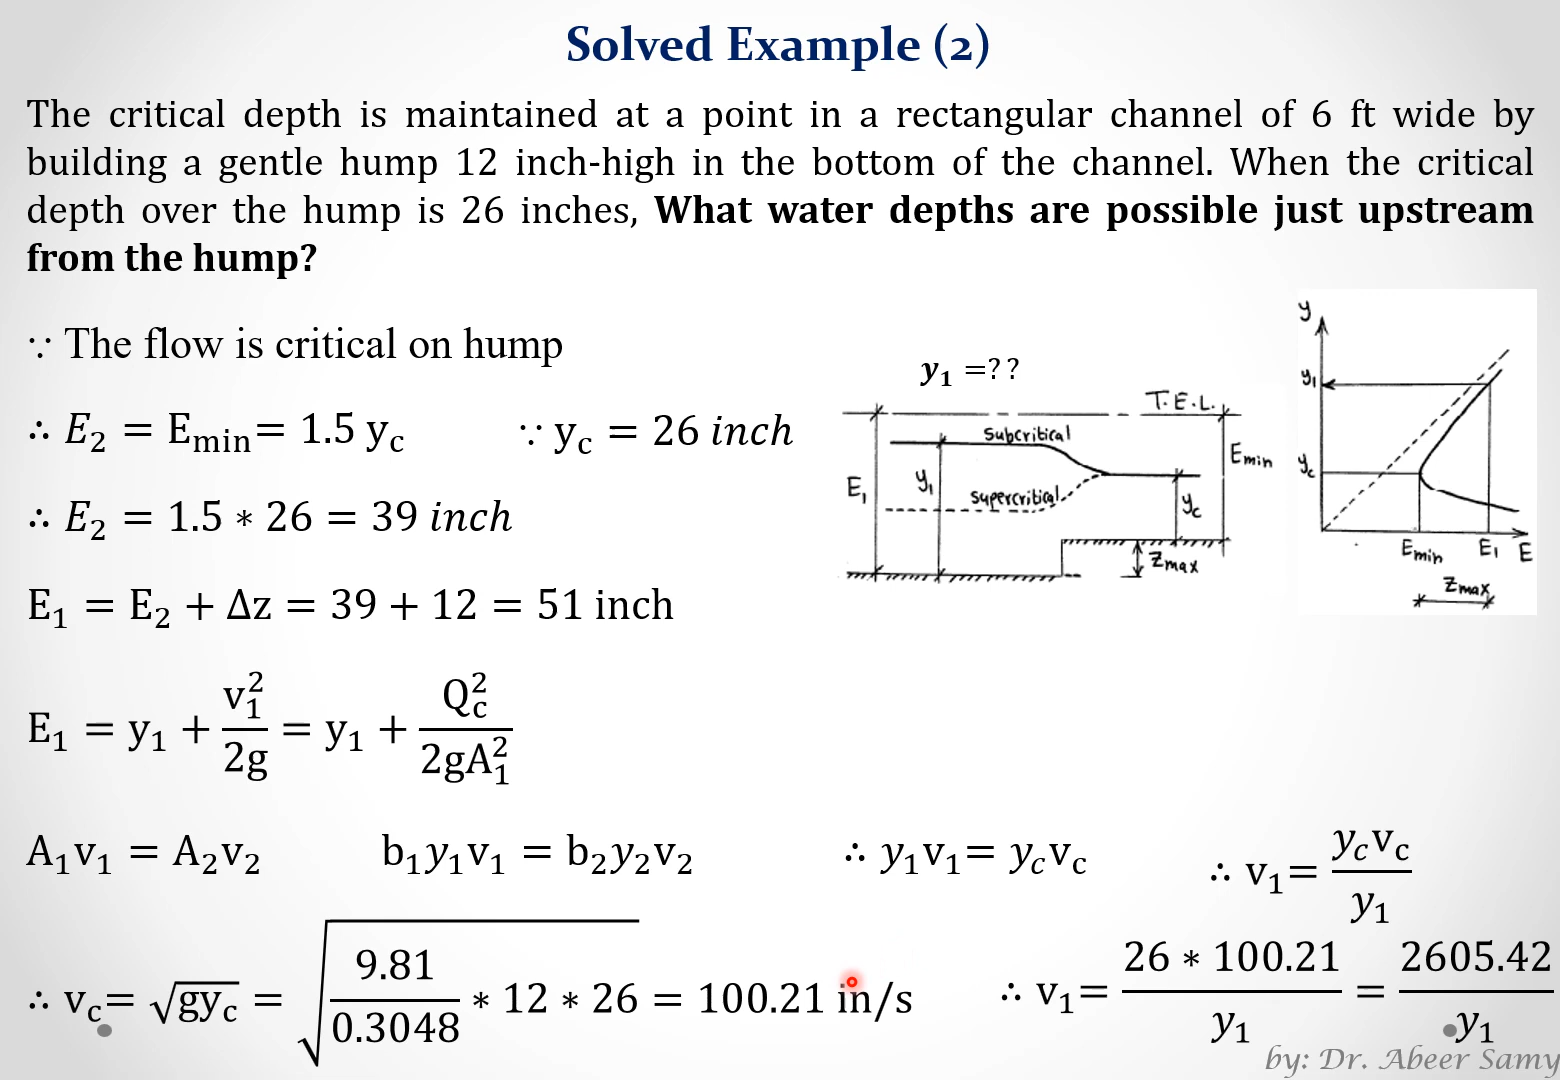 Solved Example (2)
The critical depth is maintained at a point in a rectangular channel of 6 ft wide by
building a gentle hump 12 inch-high in the bottom of the channel. When the critical
depth over the hump is 26 inches, What water depths are possible just upstream
from the hump?
∵ The flow is critical on hump
∴ E₂ = E_min = 1.5 y_c ∵ y_c = 26 inch
∴ E₂ = 1.5 ∗ 26 = 39 inch
E₁ = E₂ + Δz = 39 + 12 = 51 inch
E₁ = y₁ + v₁²/2g = y₁ + Q_c²/2gA₁²
A₁v₁ = A₂v₂ b₁y₁v₁ = b₂y₂v₂ ∴ y₁v₁ = y_c v_c ∴ v₁ = y_c v_c / y₁
∴ v_c = √(gy_c) = √(9.81/0.3048 ∗ 12 ∗ 26) = 100.21 in/s ∴ v₁ = 26 ∗ 100.21 / y₁ = 2605.42 / y₁
y₁ =? ?
T.E.L.
subcritical
E₁
y₁
supercritical
y_c
E_min
Z_max
y
y₁
y_c
E_min E₁ E
Z_max
by: Dr. Abeer Samy